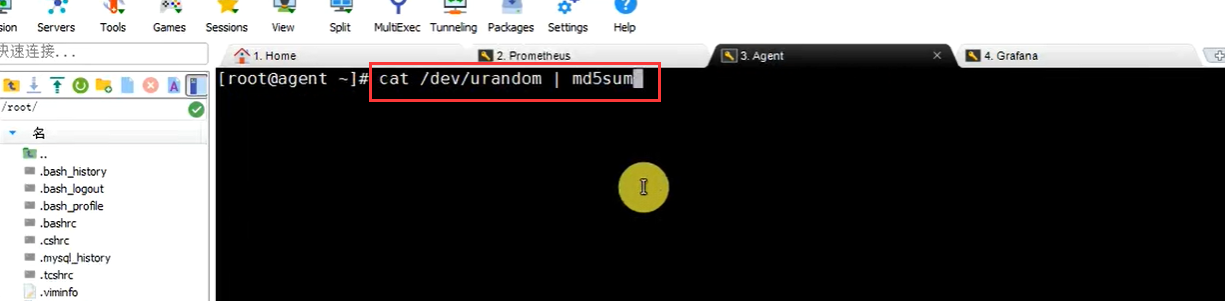 Servers Tools Games Sessions View Split MultiExec Tunneling Packages Settings Help
快速连接...
1. Home 2. Prometheus 3. Agent 4. Grafana
[root@agent ~]# cat /dev/urandom | md5sum
/root/
名
..
.bash_history
.bash_logout
.bash_profile
.bashrc
.cshrc
.mysql_history
.tcshrc
.viminfo